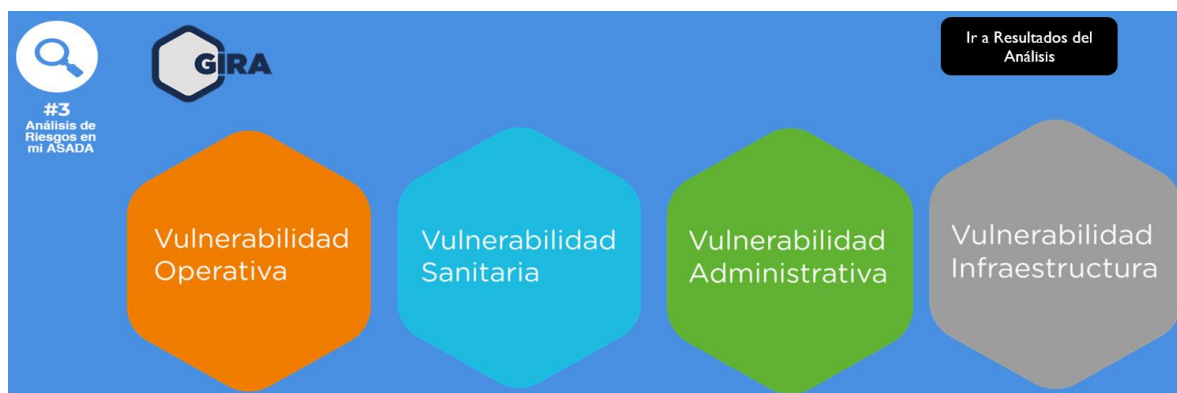 #3
Análisis de
Riesgos en
mi ASADA
GIRA
Ir a Resultados del
Análisis
Vulnerabilidad
Operativa
Vulnerabilidad
Sanitaria
Vulnerabilidad
Administrativa
Vulnerabilidad
Infraestructura